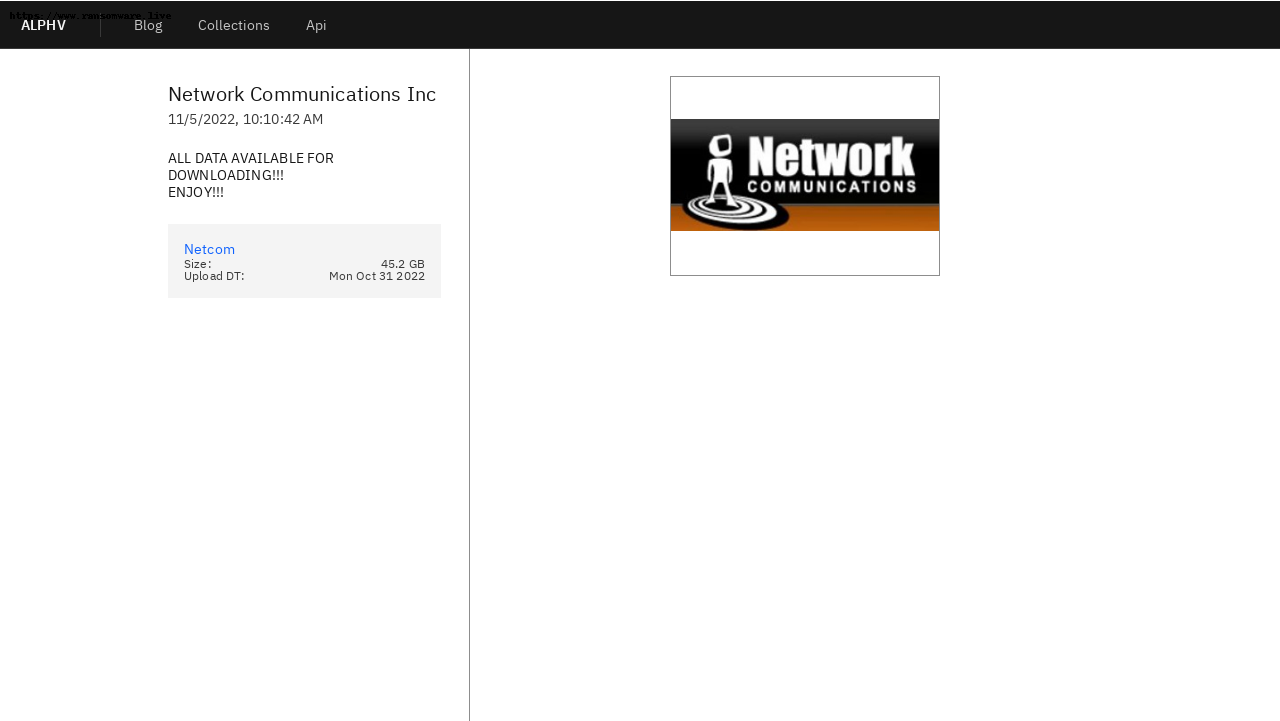 https://www.ransomware.live
ALPHV
Blog
Collections
Api
Network Communications Inc
11/5/2022, 10:10:42 AM
ALL DATA AVAILABLE FOR
DOWNLOADING!!!
ENJOY!!!
Netcom
Size: 45.2 GB
Upload DT: Mon Oct 31 2022
Network
COMMUNICATIONS